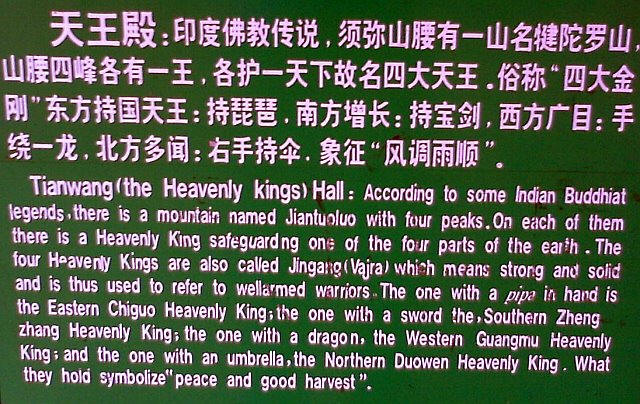 天王殿：印度佛教传说，须弥山腰有一山名犍陀罗山，
山腰四峰各有一王，各护一天下故名四大天王．俗称“四大金
刚”东方持国天王：持琵琶．南方增长：持宝剑，西方广目：手
绕一龙．北方多闻：右手持伞．象征“风调雨顺”．
Tianwang(the Heavenly kings) Hall : According to some Indian Buddhiat
legends,there is a mountain named Jiantuoluo with four peaks.On each of them
there is a Heavenly King safeguarding one of the four parts of the earth . The
four Heavenly Kings are also called Jingang(Vajra) which means strong and solid
and is thus used to refer to wellarmed warriors.The one with a pipa in hand is
the Eastern Chiguo Heavenly King;the one with a sword the,Southern Zheng
zhang Heavenly King;the one with a dragon, the Western Guangmu Heavenly
King; and the one with an umbrella,the Northern Duowen Heavenly King . What
they hold symbolize“peace and good harvest”.